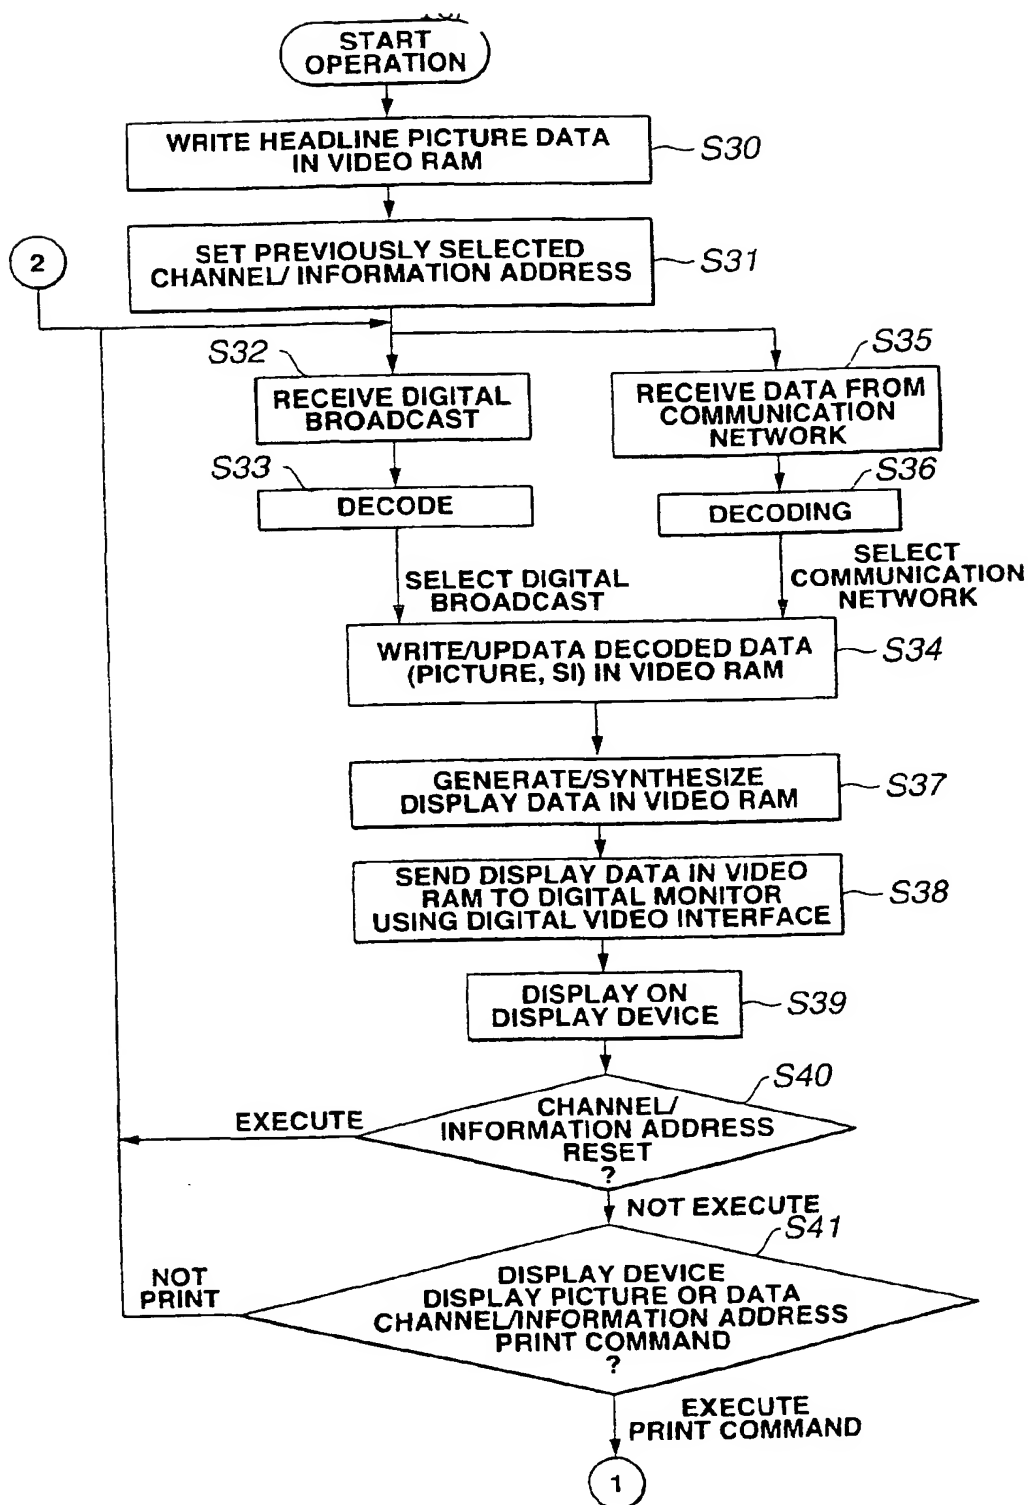 START
OPERATION
WRITE HEADLINE PICTURE DATA
IN VIDEO RAM
S30
SET PREVIOUSLY SELECTED
CHANNEL/ INFORMATION ADDRESS
S31
2
S32
RECEIVE DIGITAL
BROADCAST
S35
RECEIVE DATA FROM
COMMUNICATION
NETWORK
S33
DECODE
S36
DECODING
SELECT DIGITAL
BROADCAST
SELECT
COMMUNICATION
NETWORK
WRITE/UPDATA DECODED DATA
(PICTURE, SI) IN VIDEO RAM
S34
GENERATE/SYNTHESIZE
DISPLAY DATA IN VIDEO RAM
S37
SEND DISPLAY DATA IN VIDEO
RAM TO DIGITAL MONITOR
USING DIGITAL VIDEO INTERFACE
S38
DISPLAY ON
DISPLAY DEVICE
S39
S40
CHANNEL/
INFORMATION ADDRESS
RESET
?
EXECUTE
NOT EXECUTE
S41
DISPLAY DEVICE
DISPLAY PICTURE OR DATA
CHANNEL/INFORMATION ADDRESS
PRINT COMMAND
?
NOT
PRINT
EXECUTE
PRINT COMMAND
1